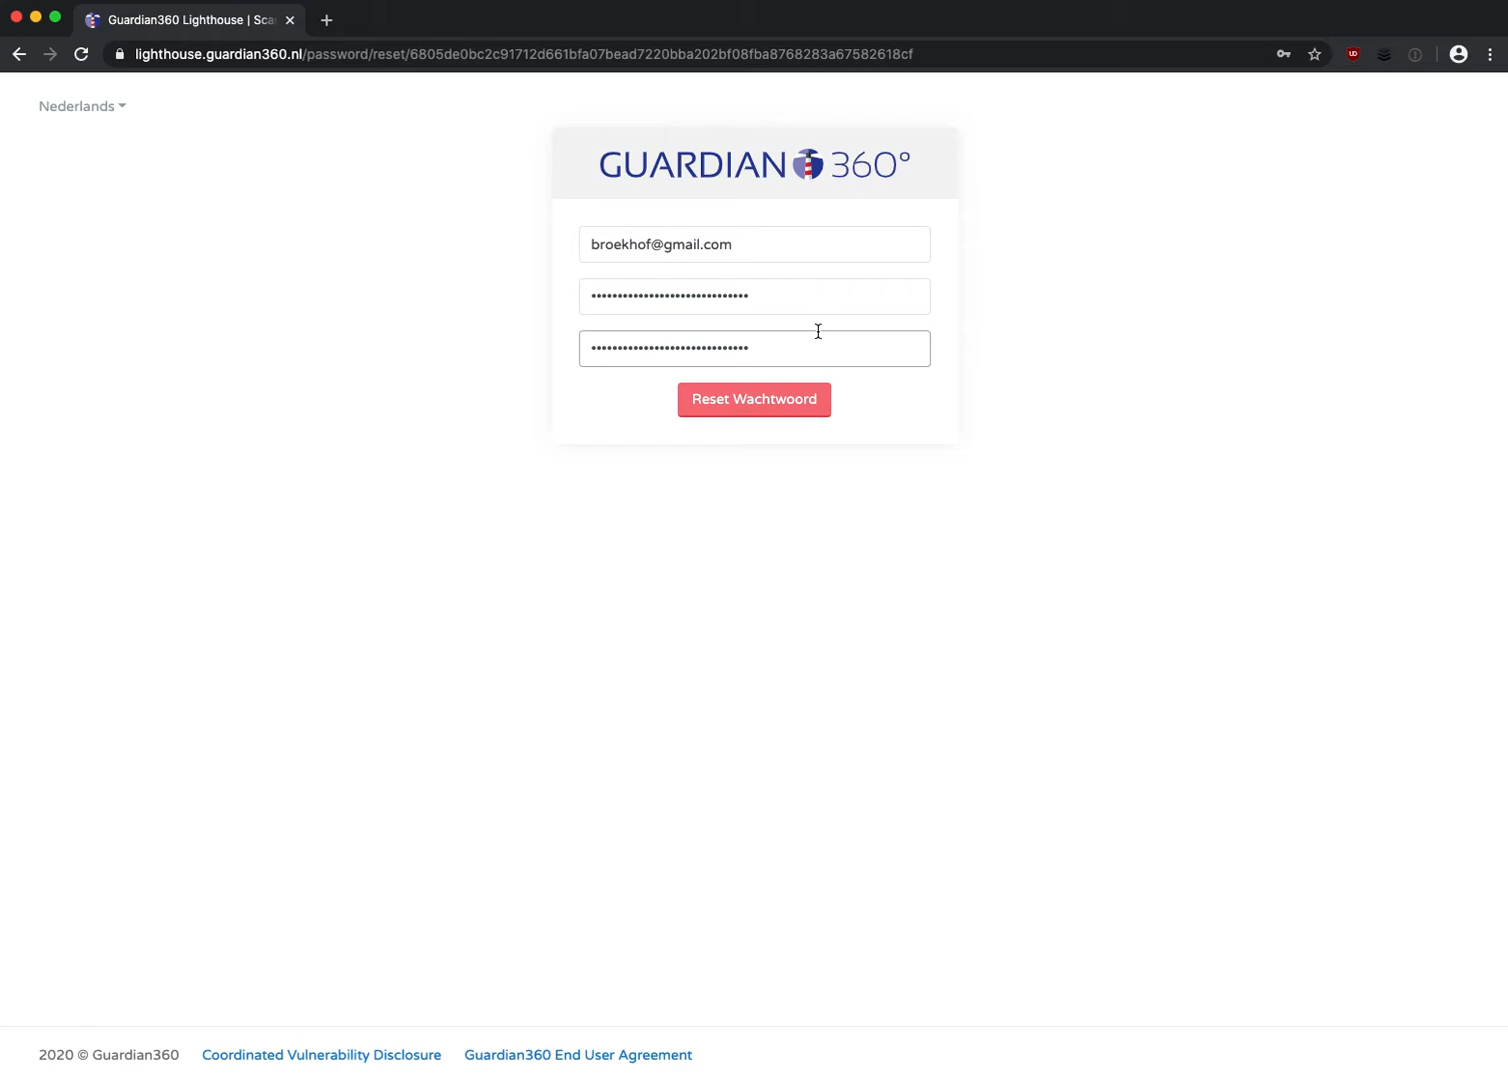 Guardian360 Lighthouse | Sca
lighthouse.guardian360.nl/password/reset/6805de0bc2c91712d661bfa07bead7220bba202bf08fba8768283a67582618cf
Nederlands
GUARDIAN 360°
broekhof@gmail.com
••••••••••••••••••••••••••••••
••••••••••••••••••••••••••••••
Reset Wachtwoord
2020 © Guardian360 Coordinated Vulnerability Disclosure Guardian360 End User Agreement